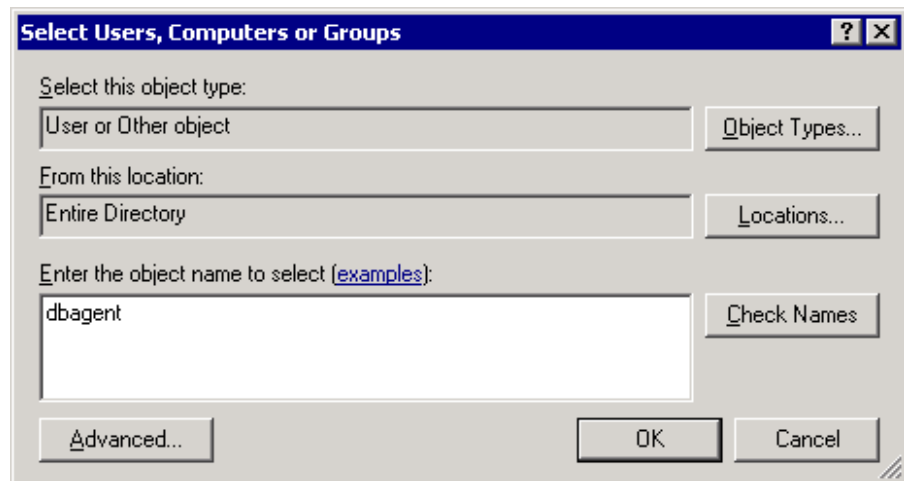 Select Users, Computers or Groups
Select this object type:
User or Other object
Object Types...
From this location:
Entire Directory
Locations...
Enter the object name to select (examples):
dbagent
Check Names
Advanced...
OK
Cancel